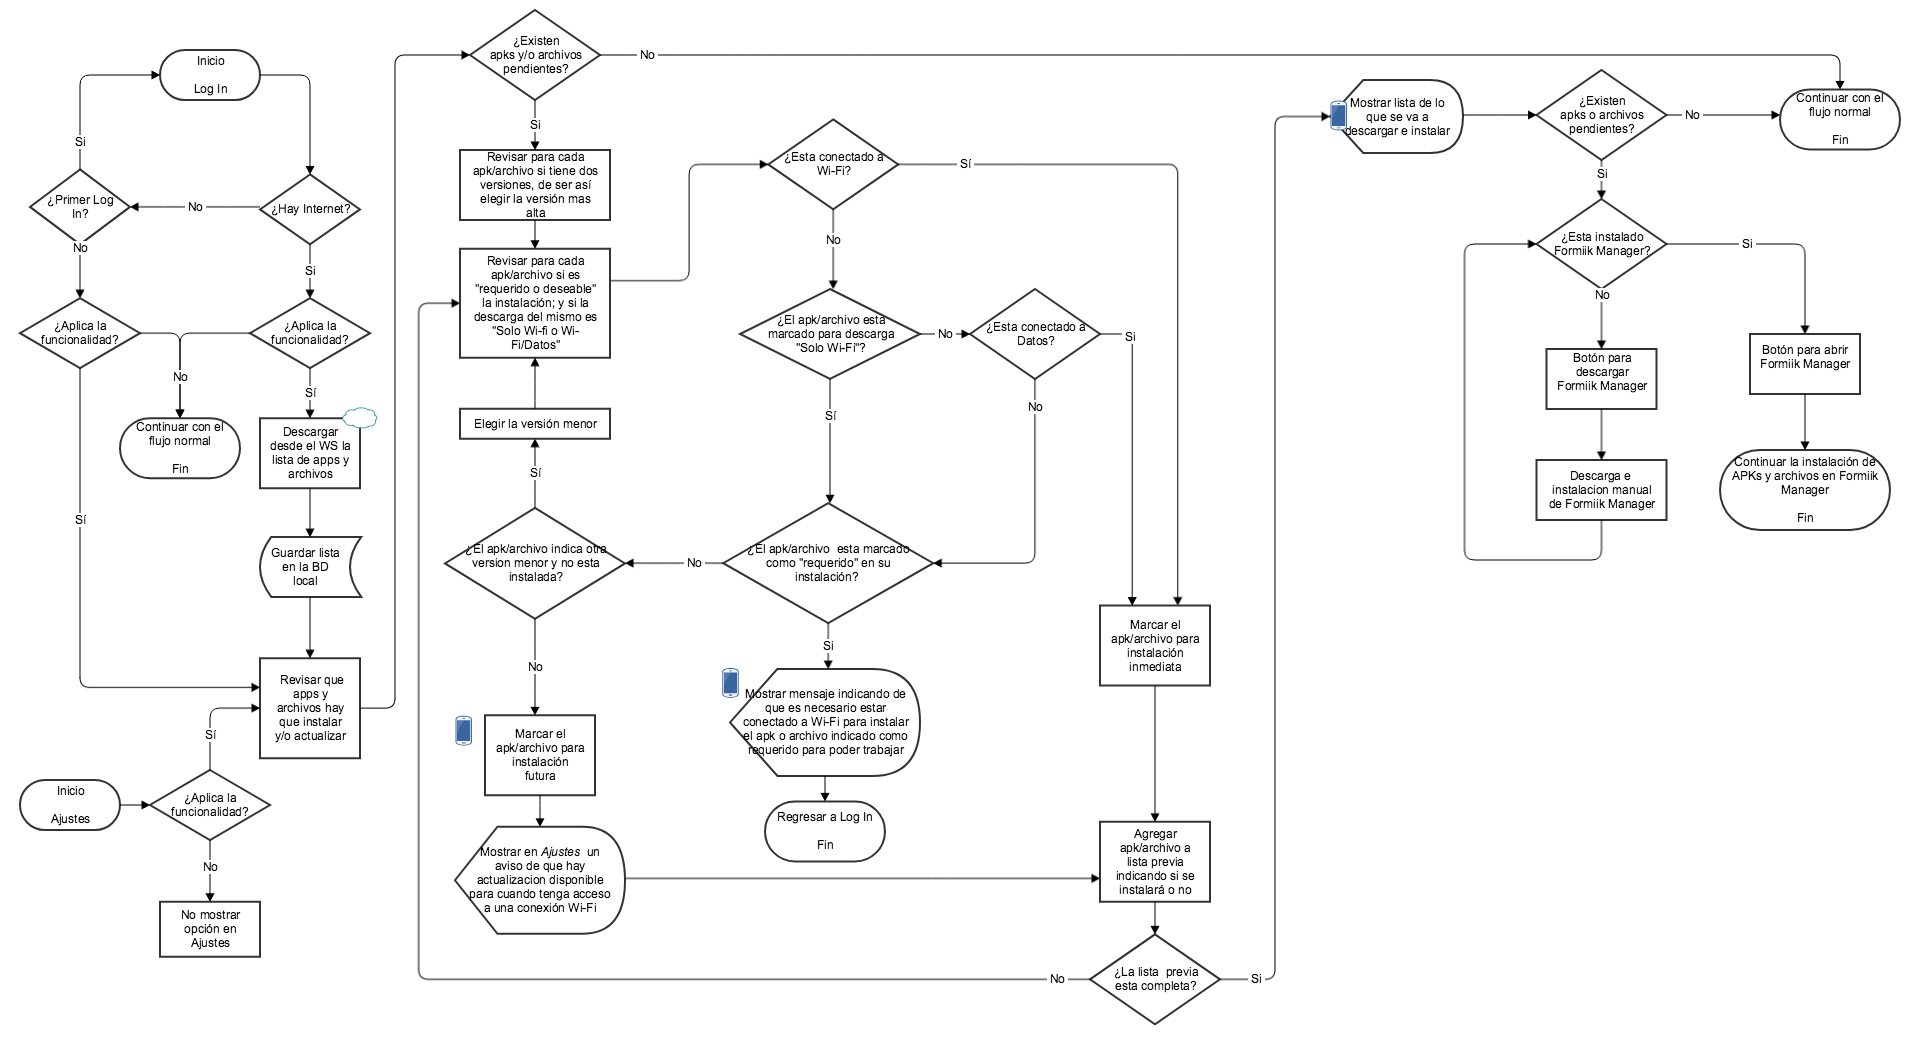 Inicio
Log In
Si
¿Primer Log
In?
No
¿Hay Internet?
No
Si
¿Aplica la
funcionalidad?
¿Aplica la
funcionalidad?
No
Sí
Continuar con el
flujo normal
Fin
Descargar
desde el WS la
lista de apps y
archivos
Sí
Guardar lista
en la BD
local
Revisar que
apps y
archivos hay
que instalar
y/o actualizar
Sí
Inicio
Ajustes
¿Aplica la
funcionalidad?
No
No mostrar
opción en
Ajustes
¿Existen
apks y/o archivos
pendientes?
No
Si
Revisar para cada
apk/archivo si tiene dos
versiones, de ser así
elegir la versión mas
alta
Revisar para cada
apk/archivo si es
"requerido o deseable"
la instalación; y si la
descarga del mismo es
"Solo Wi-fi o Wi-
Fi/Datos"
Elegir la versión menor
Sí
¿El apk/archivo indica otra
version menor y no esta
instalada?
No
No
Marcar el
apk/archivo para
instalación
futura
Mostrar en Ajustes un
aviso de que hay
actualizacion disponible
para cuando tenga acceso
a una conexión Wi-Fi
¿Esta conectado a
Wi-Fi?
Sí
No
¿El apk/archivo esta
marcado para descarga
"Solo Wi-Fi"?
No
¿Esta conectado a
Datos?
Si
Sí
No
¿El apk/archivo esta marcado
como "requerido" en su
instalación?
Si
Mostrar mensaje indicando de
que es necesario estar
conectado a Wi-Fi para instalar
el apk o archivo indicado como
requerido para poder trabajar
Regresar a Log In
Fin
Marcar el
apk/archivo para
instalación
inmediata
Agregar
apk/archivo a
lista previa
indicando si se
instalará o no
¿La lista previa
esta completa?
No
Si
Mostrar lista de lo
que se va a
descargar e instalar
¿Existen
apks o archivos
pendientes?
No
Continuar con el
flujo normal
Fin
Si
¿Esta instalado
Formiik Manager?
Si
No
Botón para
descargar
Formiik Manager
Descarga e
instalacion manual
de Formiik Manager
Botón para abrir
Formiik Manager
Continuar la instalación de
APKs y archivos en Formiik
Manager
Fin